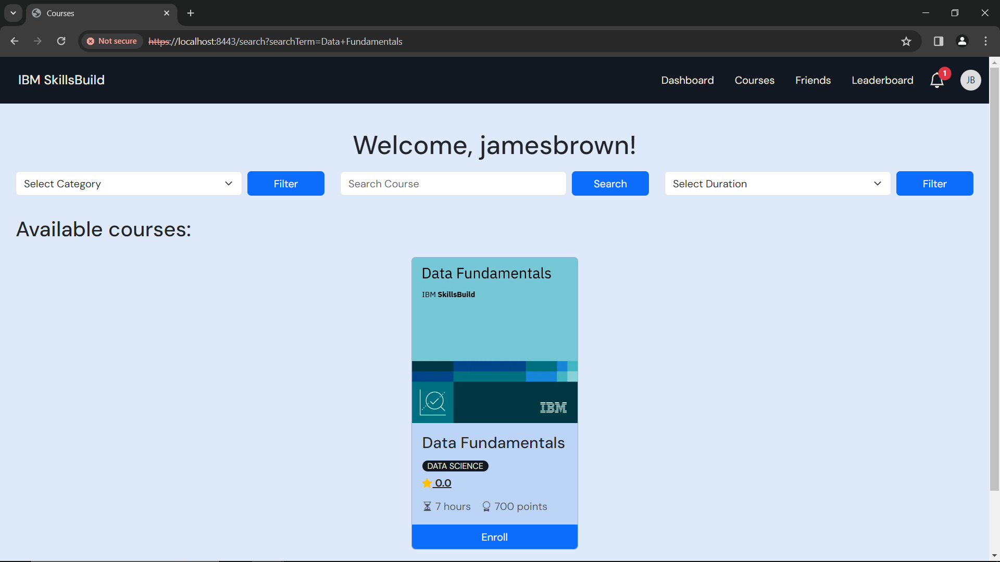 Courses
Not secure
https://localhost:8443/search?searchTerm=Data+Fundamentals
IBM SkillsBuild
Dashboard
Courses
Friends
Leaderboard
1
JB
Welcome, jamesbrown!
Select Category
Filter
Search Course
Search
Select Duration
Filter
Available courses:
Data Fundamentals
IBM SkillsBuild
IBM
Data Fundamentals
DATA SCIENCE
0.0
7 hours
700 points
Enroll